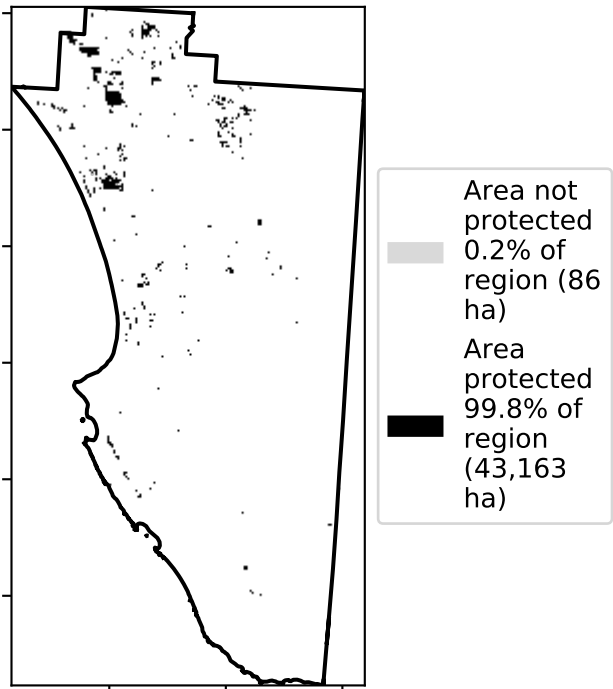 Area not
protected
0.2% of
region (86
ha)
Area
protected
99.8% of
region
(43,163
ha)